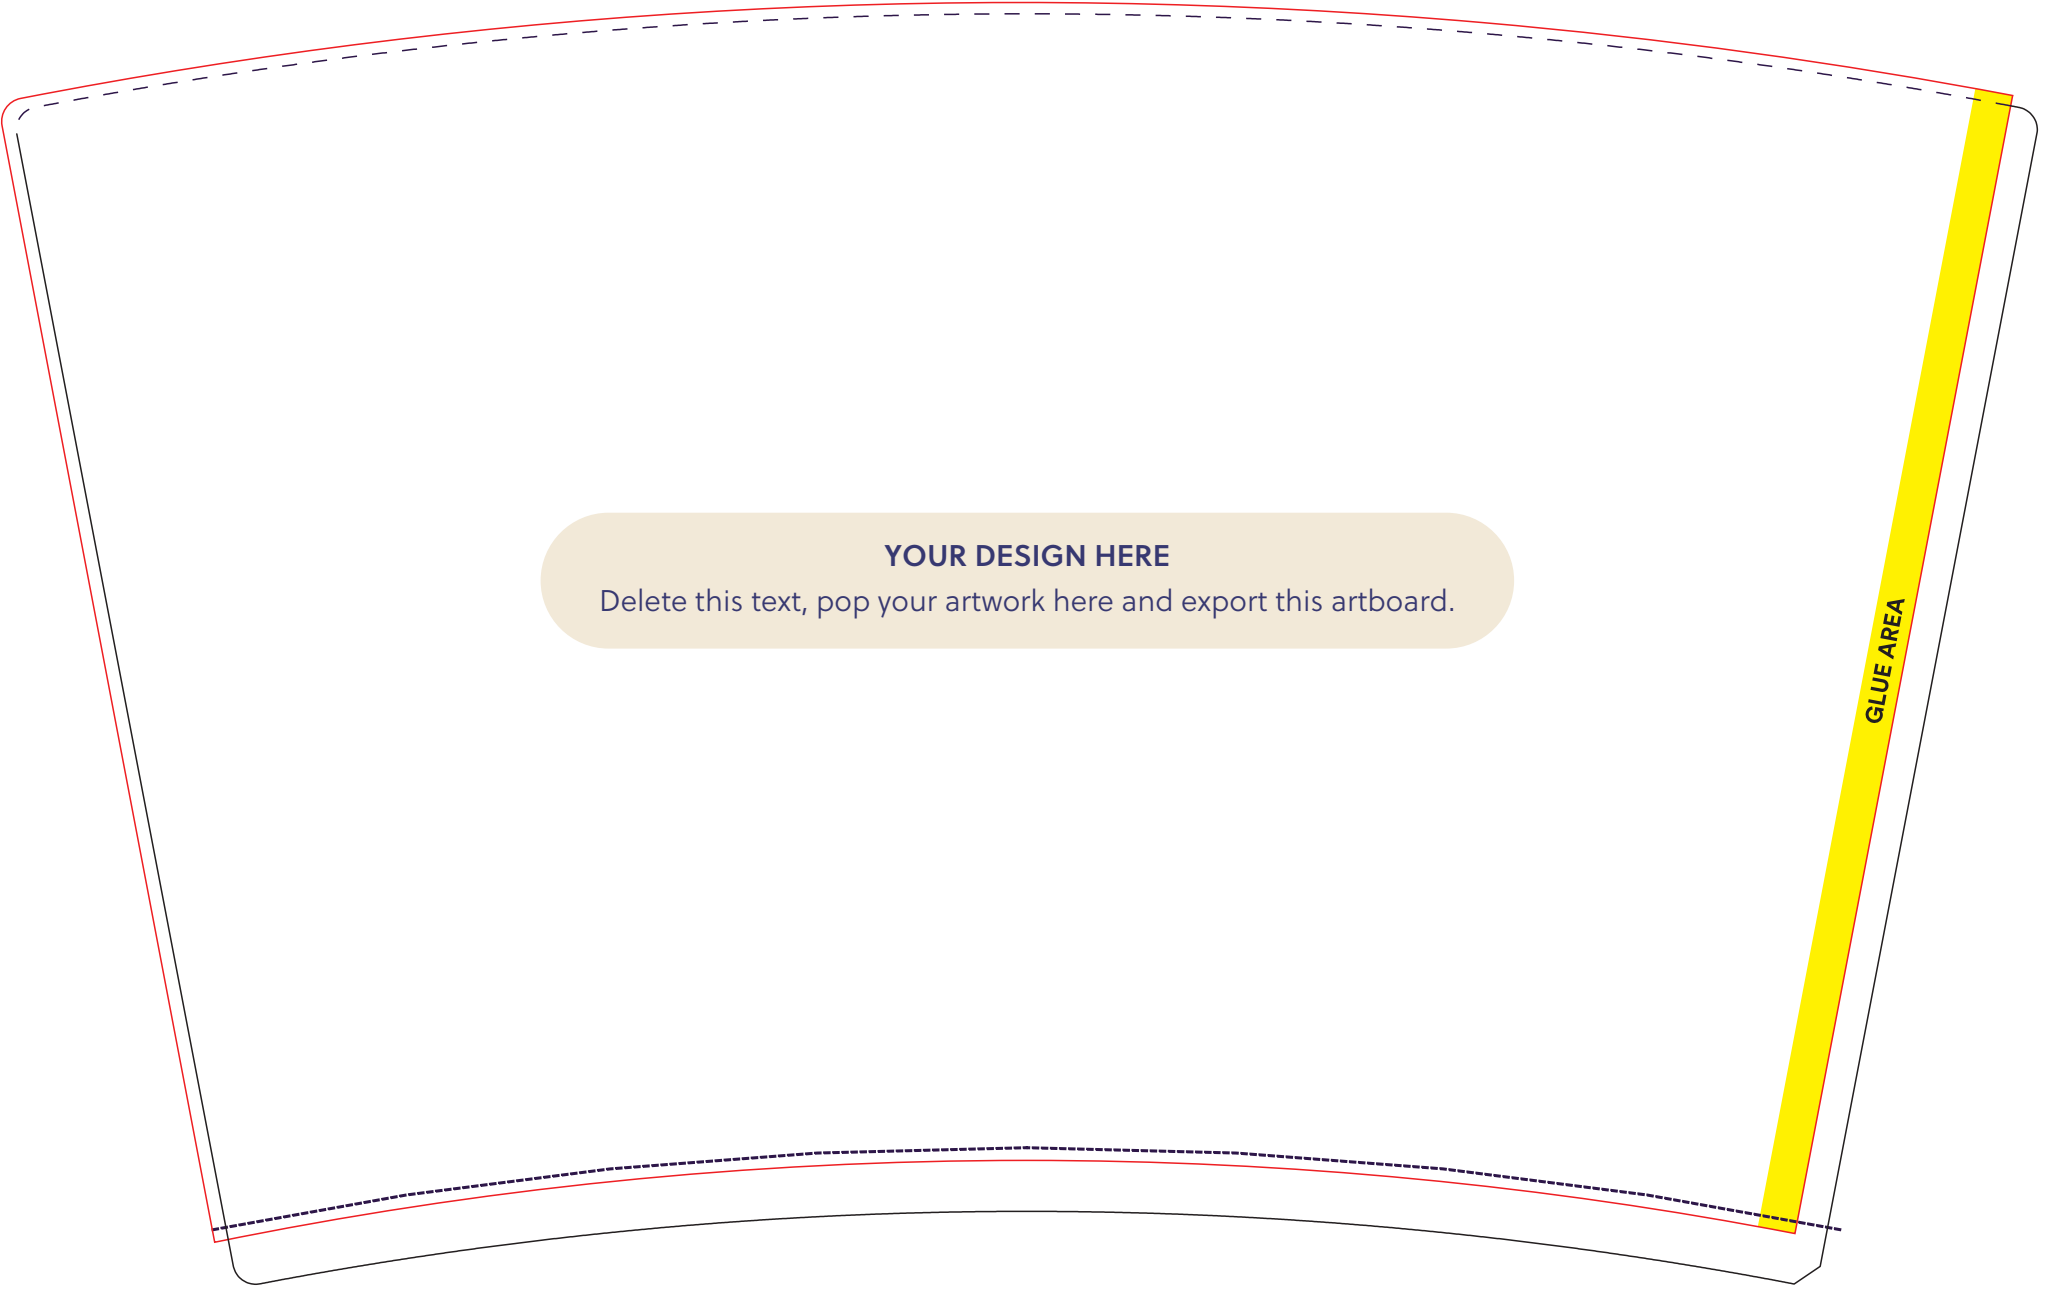 YOUR DESIGN HERE
Delete this text, pop your artwork here and export this artboard.
GLUE AREA